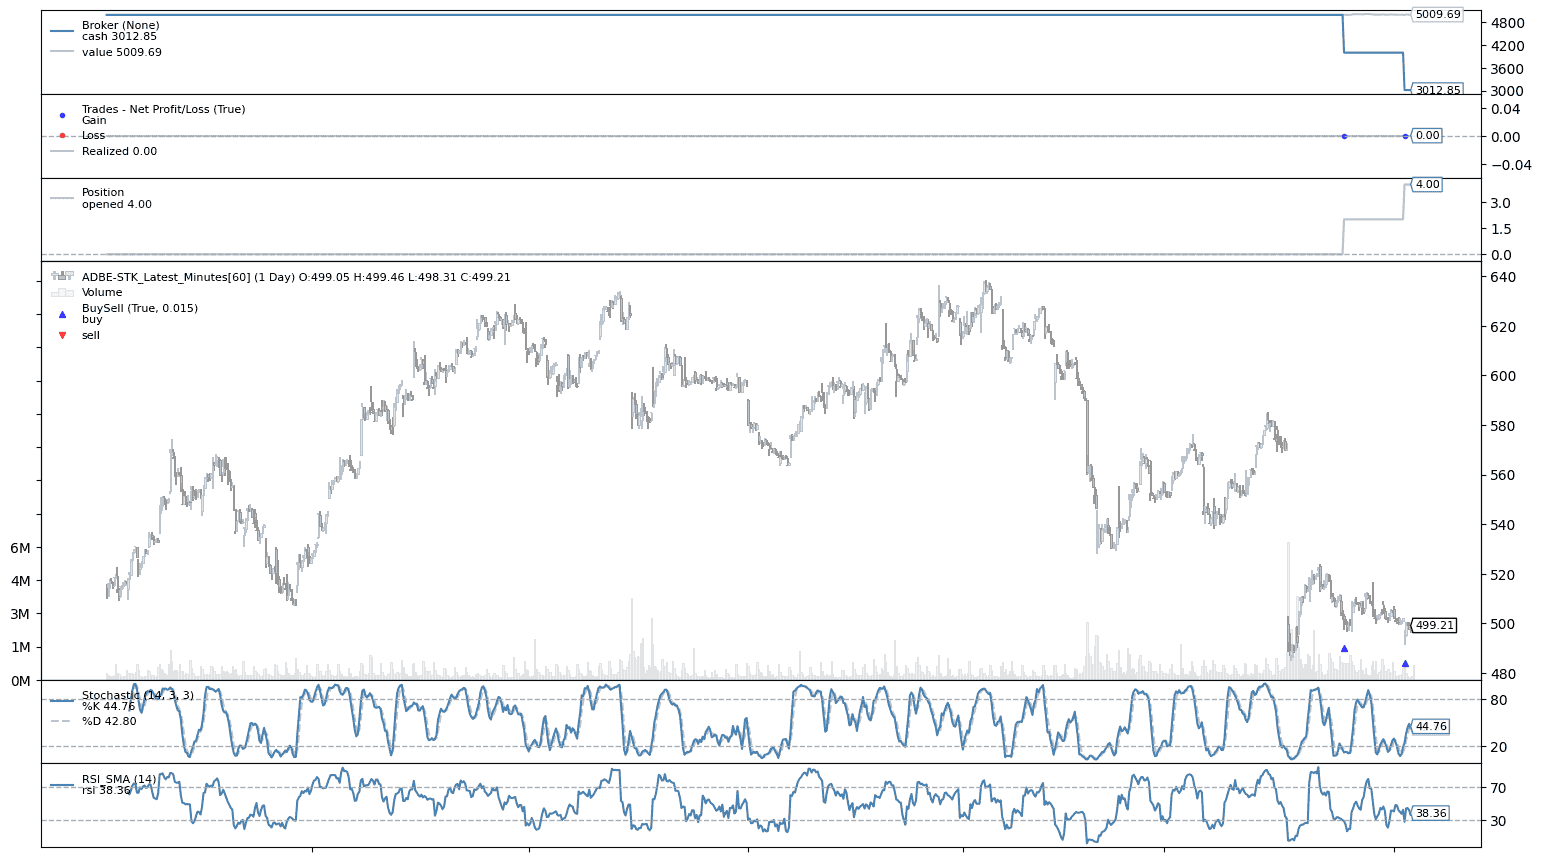 Broker (None)
cash 3012.85
value 5009.69
5009.69
4800
4200
3600
3000
3012.85
Trades - Net Profit/Loss (True)
Gain
Loss
Realized 0.00
0.04
0.00
0.00
−0.04
Position
opened 4.00
4.00
3.0
1.5
0.0
ADBE-STK_Latest_Minutes[60] (1 Day) O:499.05 H:499.46 L:498.31 C:499.21
Volume
BuySell (True, 0.015)
buy
sell
640
620
600
580
560
540
520
500
480
499.21
6M
4M
3M
1M
0M
Stochastic (14, 3, 3)
%K 44.76
%D 42.80
80
44.76
20
RSI_SMA (14)
rsi 38.36
70
38.36
30